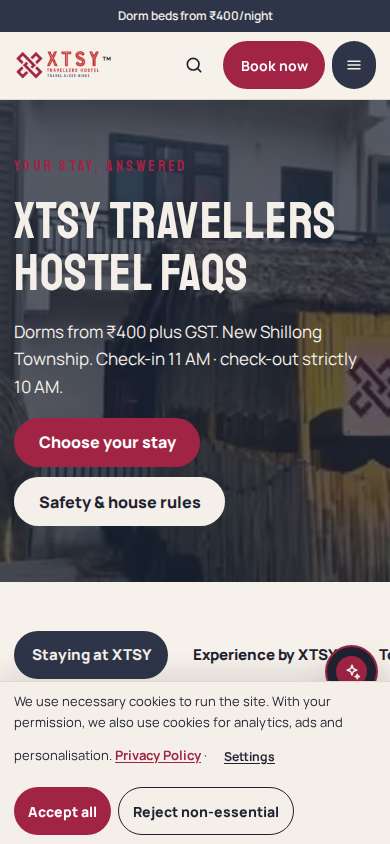 Dorm beds from ₹400/night
XTSY™
TRAVELLERS HOSTEL
Book now
YOUR STAY, ANSWERED
XTSY TRAVELLERS
HOSTEL FAQS
Dorms from ₹400 plus GST. New Shillong
Township. Check-in 11 AM · check-out strictly
10 AM.
Choose your stay
Safety & house rules
Staying at XTSY
Experience by XTSY
We use necessary cookies to run the site. With your
permission, we also use cookies for analytics, ads and
personalisation. Privacy Policy · Settings
Accept all
Reject non-essential